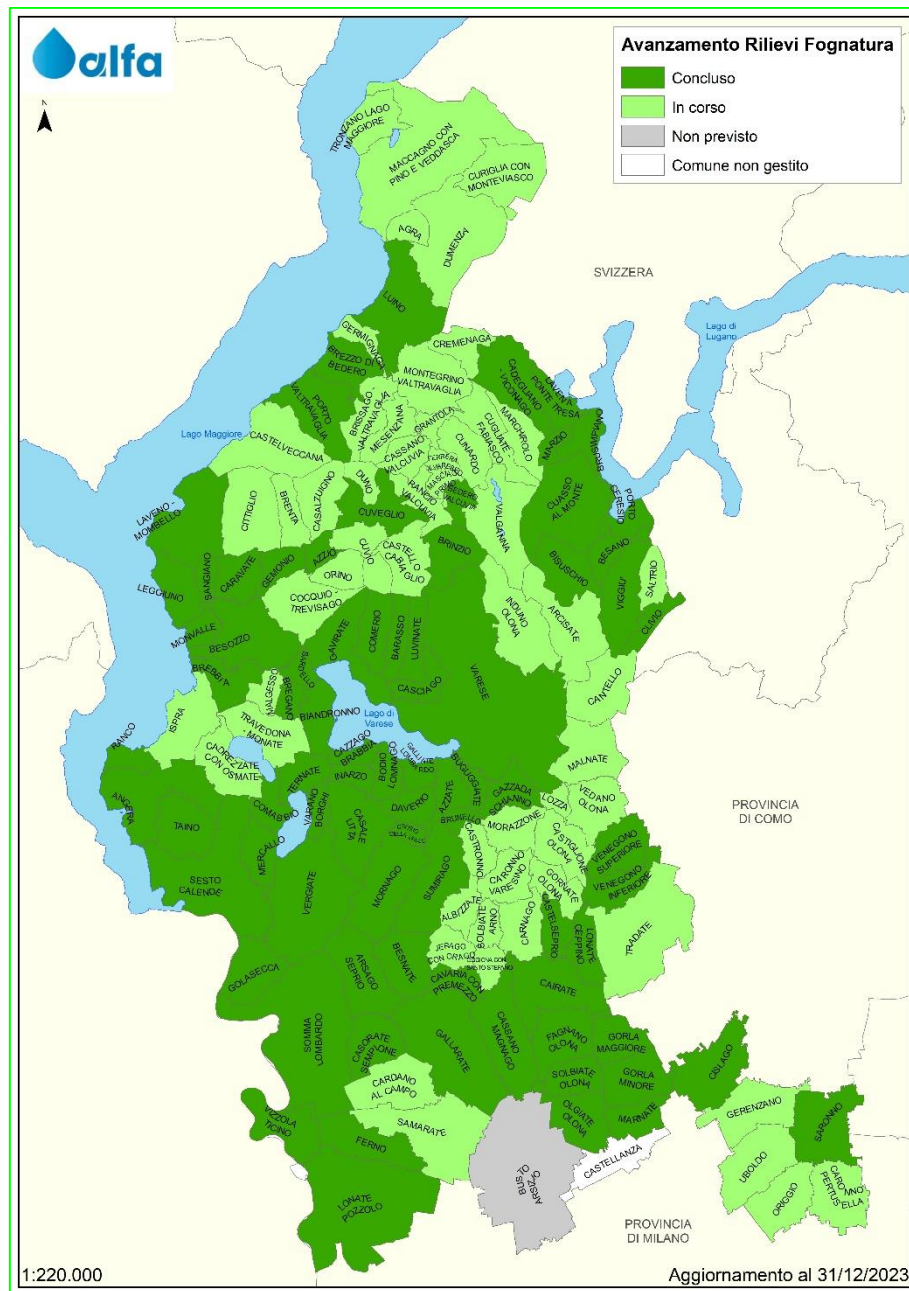 alfa
N
Avanzamento Rilievi Fognatura
Concluso
In corso
Non previsto
Comune non gestito
TRONZANO LAGO
MAGGIORE
MACCAGNO CON
PINO E VEDDASCA
CURIGLIA CON
MONTEVIASCO
AGRA
DUMENZA
SVIZZERA
LUINO
Lago di
Lugano
GERMIGNAGA
CREMENAGA
BREZZO DI
BEDERO
MONTEGRINO
VALTRAVAGLIA
CADEGLIANO
- VICONAGO
LAVENA
PONTE TRESA
PORTO
VALTRAVAGLIA
BRISSAGO
VALTRAVAGLIA
MESENZANA
GRANTOLA
CUGLIATE
FABIASCO
MARCHIROLO
MARZIO
BRUSIMPIANO
Lago Maggiore
CASTELVECCANA
CASSANO
VALCUVIA
CUNARDO
MASCIAGO
PRIMO
RANCIO
VALCUVIA
BEDERO
VALCUVIA
CUASSO
AL MONTE
PORTO
CERESIO
LAVENO
MOMBELLO
CITTIGLIO
BRENTA
CASALZUIGNO
DUNO
CUVEGLIO
VALGANNA
BRINZIO
BESANO
BISUSCHIO
VIGGIU'
SALTRIO
CLIVIO
LEGGIUNO
SANGIANO
CARAVATE
GEMONIO
AZZIO
CUVIO
CASTELLO
CABIAGLIO
ORINO
COCQUIO
TREVISAGO
INDUNO
OLONA
ARCISATE
MONVALLE
BESOZZO
GAVIRATE
COMERIO
BARASSO
LUVINATE
CASCIAGO
VARESE
CANTELLO
BREBBIA
BARDELLO
MALGESSO
BREGANO
BIANDRONNO
Lago di
Varese
ISPRA
RANCO
TRAVEDONA
- MONATE
CADREZZATE
CON OSMATE
CAZZAGO
BRABBIA
BODIO
LOMNAGO
BUGUGGIATE
MALNATE
ANGERA
TAINO
TERNATE
INARZO
COMABBIO
VARANO
BORGHI
DAVERIO
AZZATE
BRUNELLO
GAZZADA
SCHIANNO
LOZZA
VEDANO
OLONA
PROVINCIA
DI COMO
MERCALLO
CASALE
LITTA
CASTRONNO
MORAZZONE
CASTIGLIONE
OLONA
VENEGONO
SUPERIORE
VENEGONO
INFERIORE
SESTO
CALENDE
VERGIATE
MORNAGO
SUMIRAGO
CARONNO
VARESINO
GORNATE
OLONA
ALBIZZATE
SOLBIATE
ARNO
CARNAGO
CASTELSEPRIO
LONATE
CEPPINO
TRADATE
JERAGO
CON ORAGO
GOLASECCA
ARSAGO
SEPRIO
BESNATE
CAVARIA CON
PREMEZZO
CAIRATE
SOMMA
LOMBARDO
CASORATE
SEMPIONE
GALLARATE
CASSANO
MAGNAGO
FAGNANO
OLONA
GORLA
MAGGIORE
CISLAGO
CARDANO
AL CAMPO
SOLBIATE
OLONA
GORLA
MINORE
VIZZOLA
TICINO
SAMARATE
OLGIATE
OLONA
MARNATE
GERENZANO
SARONNO
FERNO
CASTELLANZA
BUSTO
ARSIZIO
UBOLDO
ORIGGIO
CARONNO
PERTUSELLA
LONATE
POZZOLO
PROVINCIA
DI MILANO
1:220.000
Aggiornamento al 31/12/2023